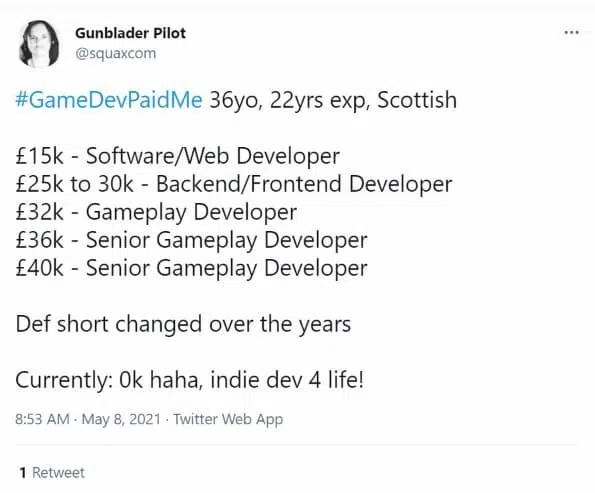 Gunblader Pilot
@squaxcom
#GameDevPaidMe 36yo, 22yrs exp, Scottish
£15k - Software/Web Developer
£25k to 30k - Backend/Frontend Developer
£32k - Gameplay Developer
£36k - Senior Gameplay Developer
£40k - Senior Gameplay Developer
Def short changed over the years
Currently: 0k haha, indie dev 4 life!
8:53 AM · May 8, 2021 · Twitter Web App
1 Retweet